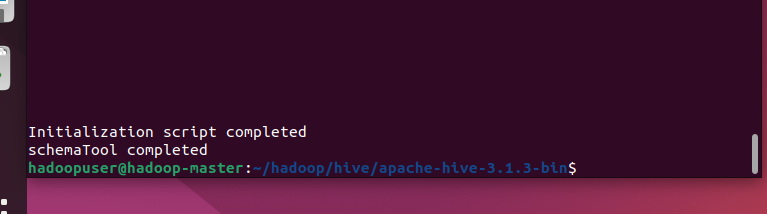 Initialization script completed
schemaTool completed
hadoopuser@hadoop-master:~/hadoop/hive/apache-hive-3.1.3-bin$